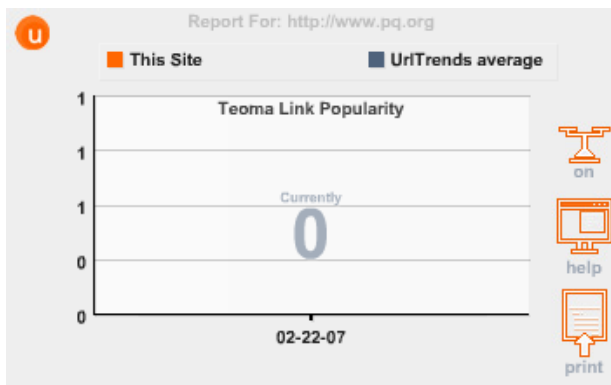 u
Report For: http://www.pq.org
This Site
UrlTrends average
Teoma Link Popularity
1
1
1
0
0
Currently
0
02-22-07
on
help
print